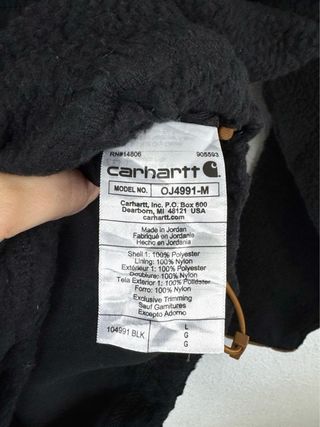 RN#14806 905593
carhartt
MODEL NO. OJ4991-M
Carhartt, Inc. P.O. Box 600
Dearborn, MI 48121 USA
carhartt.com
Made in Jordan
Fabriqué en Jordanie
Hecho en Jordania
Shell 1: 100% Polyester
Lining: 100% Nylon
Extérieur 1: 100% Polyester
Doublure: 100% Nylon
Tela Exterior 1: 100% Polyester
Forro: 100% Nylon
Exclusive Trimming
Sauf Garnitures
Excepto Adorno
104991 BLK L
G
G